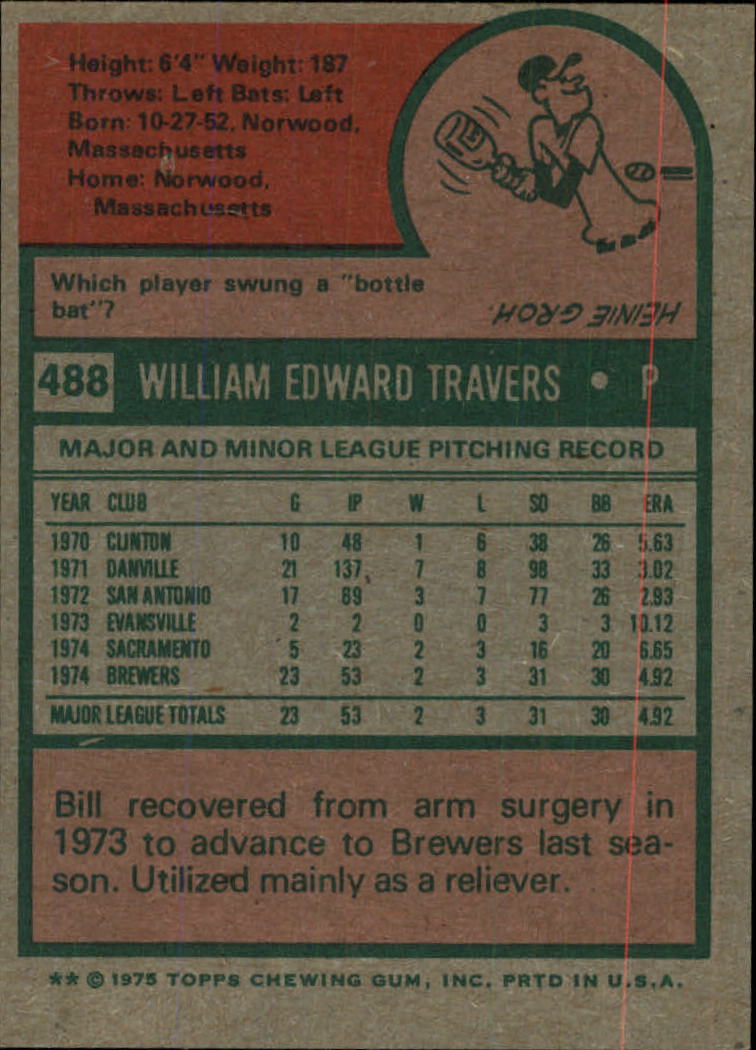 Height: 6'4" Weight: 187
Throws: Left Bats: Left
Born: 10-27-52, Norwood,
Massachusetts
Home: Norwood,
Massachusetts
Which player swung a "bottle
bat"?
HEINIE GROH.
488 WILLIAM EDWARD TRAVERS • P
MAJOR AND MINOR LEAGUE PITCHING RECORD
YEAR CLUB G IP W L SO BB ERA
1970 CLINTON 10 48 1 6 38 26 5.63
1971 DANVILLE 21 137 7 8 98 33 3.02
1972 SAN ANTONIO 17 89 3 7 77 26 2.93
1973 EVANSVILLE 2 2 0 0 3 3 10.12
1974 SACRAMENTO 5 23 2 3 16 20 6.65
1974 BREWERS 23 53 2 3 31 30 4.92
MAJOR LEAGUE TOTALS 23 53 2 3 31 30 4.92
Bill recovered from arm surgery in
1973 to advance to Brewers last sea-
son. Utilized mainly as a reliever.
** © 1975 TOPPS CHEWING GUM, INC. PRTD IN U.S.A.